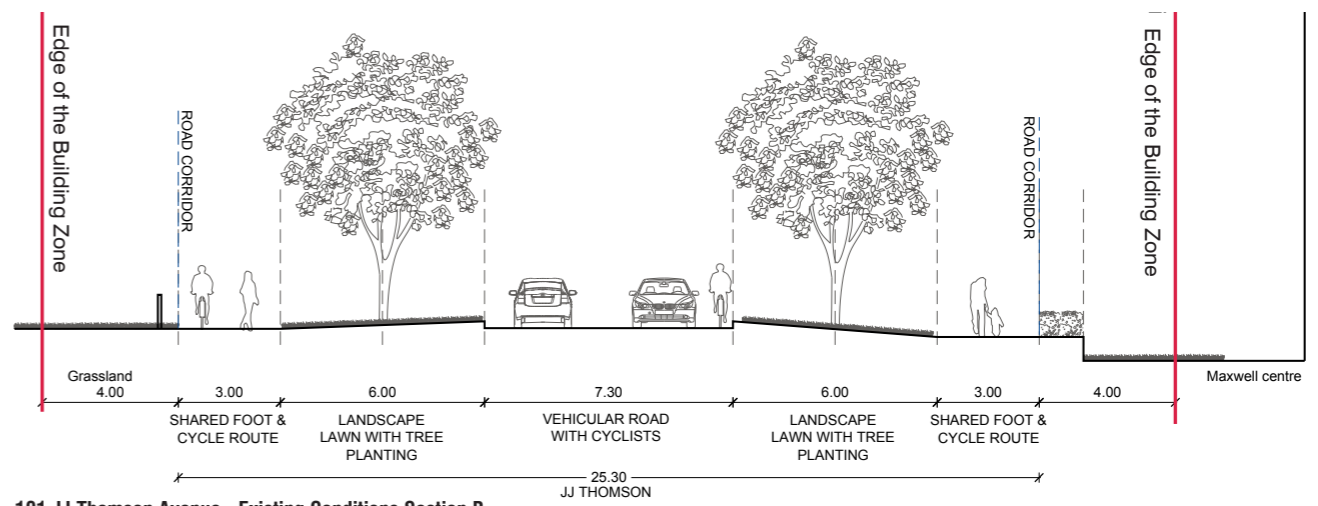 Edge of the Building Zone
ROAD CORRIDOR
ROAD CORRIDOR
Edge of the Building Zone
Grassland
Maxwell centre
4.00
3.00
6.00
7.30
6.00
3.00
4.00
SHARED FOOT &
CYCLE ROUTE
LANDSCAPE
LAWN WITH TREE
PLANTING
VEHICULAR ROAD
WITH CYCLISTS
LANDSCAPE
LAWN WITH TREE
PLANTING
SHARED FOOT &
CYCLE ROUTE
25.30
JJ THOMSON